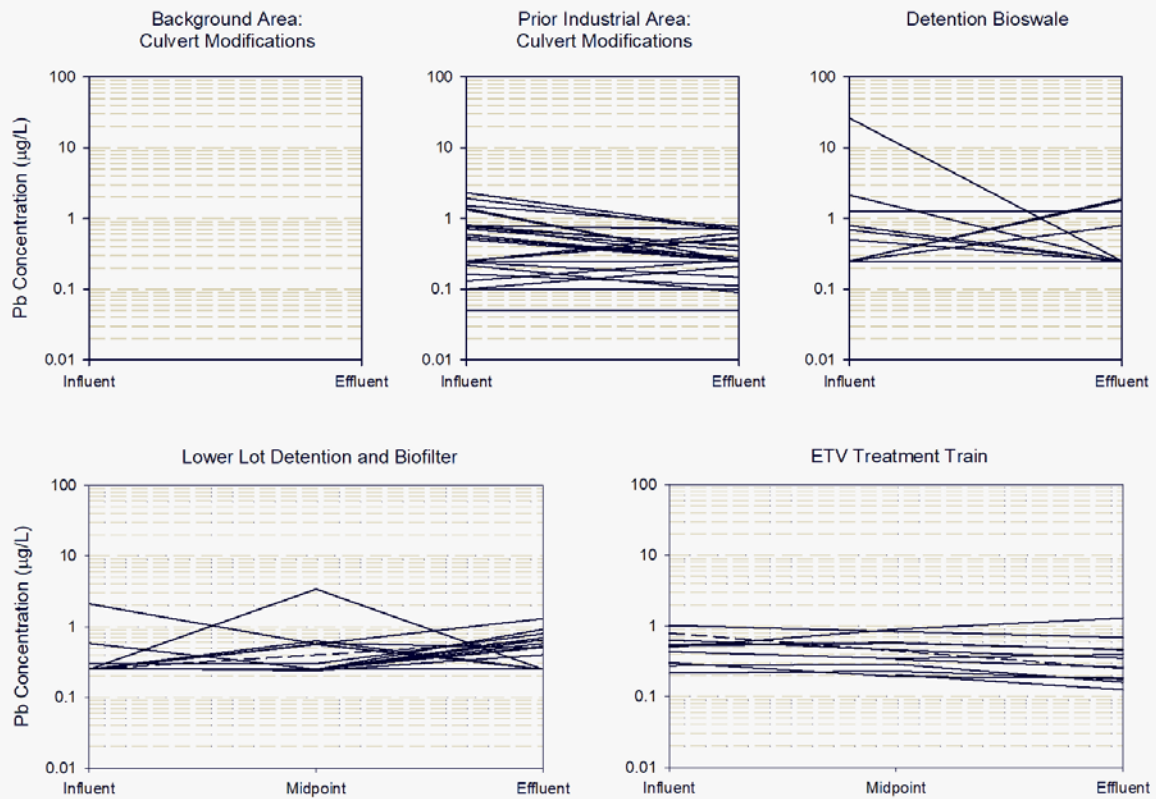 Background Area:
Culvert Modifications
Prior Industrial Area:
Culvert Modifications
Detention Bioswale
Pb Concentration (µg/L)
100
10
1
0.1
0.01
Influent
Effluent
100
10
1
0.1
0.01
Influent
Effluent
100
10
1
0.1
0.01
Influent
Effluent
Lower Lot Detention and Biofilter
ETV Treatment Train
Pb Concentration (µg/L)
100
10
1
0.1
0.01
Influent
Midpoint
Effluent
100
10
1
0.1
0.01
Influent
Midpoint
Effluent